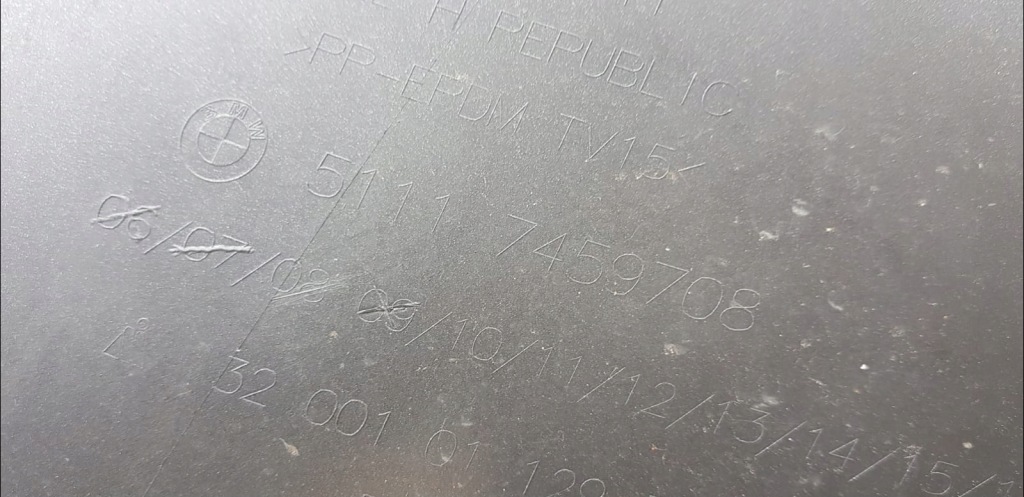 H REPUBLIC
>PP-EPDM TV15<
BMW
5111 7459708
06/07/08/09/10/11/12/13/14/15/
L°
32 001 01 129